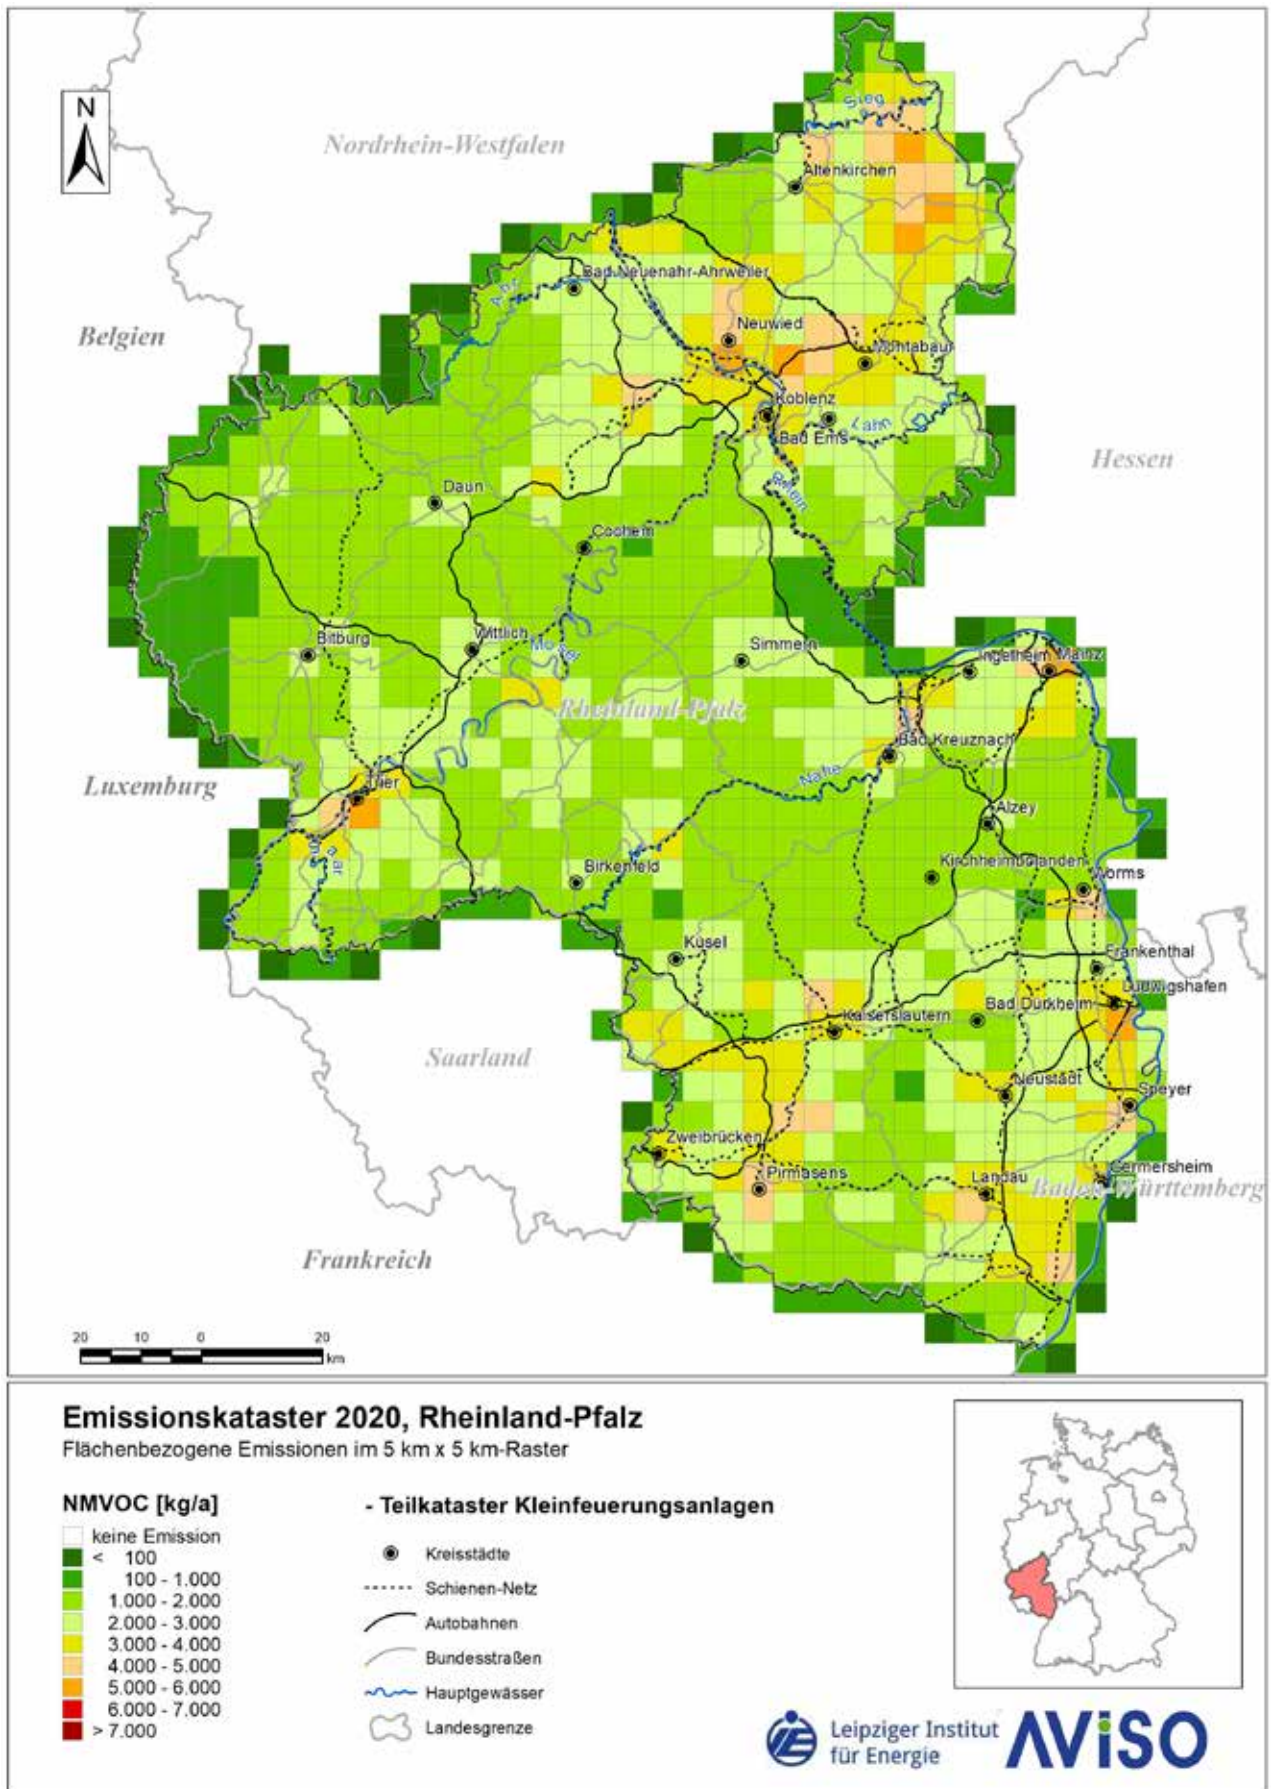 N
Nordrhein-Westfalen
Sieg
Altenkirchen
Bad Neuenahr-Ahrweiler
Ahr
Belgien
Neuwied
Montabaur
Koblenz
Lahn
Bad Ems
Hessen
Rhein
Daun
Cochem
Bitburg
Wittlich
Mosel
Simmern
Ingelheim
Mainz
Rheinland-Pfalz
Bad Kreuznach
Luxemburg
Trier
Nahe
Alzey
Kirchheimbolanden
Birkenfeld
Worms
Kusel
Frankenthal
Ludwigshafen
Bad Dürkheim
Kaiserslautern
Saarland
Neustadt
Speyer
Zweibrücken
Pirmasens
Landau
Germersheim
Baden-Württemberg
Frankreich
20 10 0 20
km
Emissionskataster 2020, Rheinland-Pfalz
Flächenbezogene Emissionen im 5 km x 5 km-Raster
NMVOC [kg/a]
keine Emission
< 100
100 - 1.000
1.000 - 2.000
2.000 - 3.000
3.000 - 4.000
4.000 - 5.000
5.000 - 6.000
6.000 - 7.000
> 7.000
- Teilkataster Kleinfeuerungsanlagen
Kreisstädte
Schienen-Netz
Autobahnen
Bundesstraßen
Hauptgewässer
Landesgrenze
Leipziger Institut
für Energie
AViSO